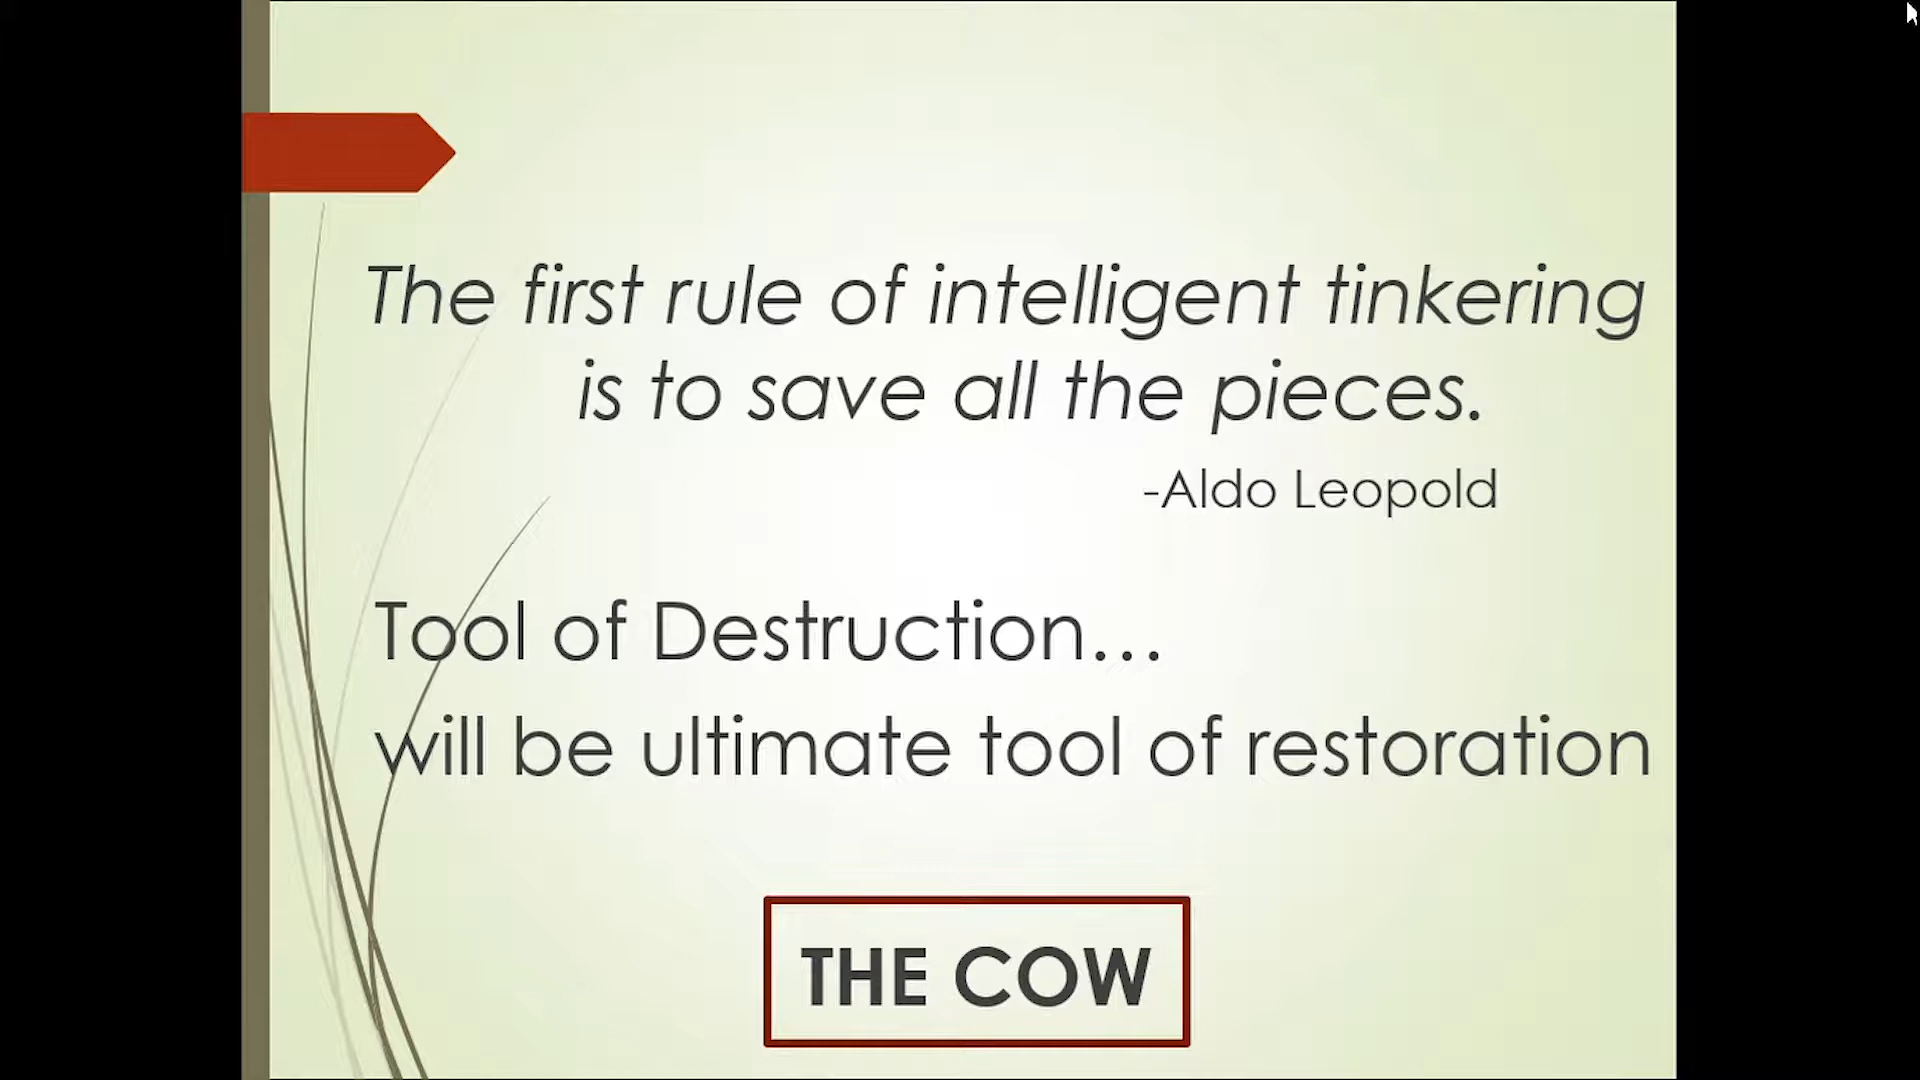 The first rule of intelligent tinkering
is to save all the pieces.
-Aldo Leopold
Tool of Destruction…
will be ultimate tool of restoration
THE COW